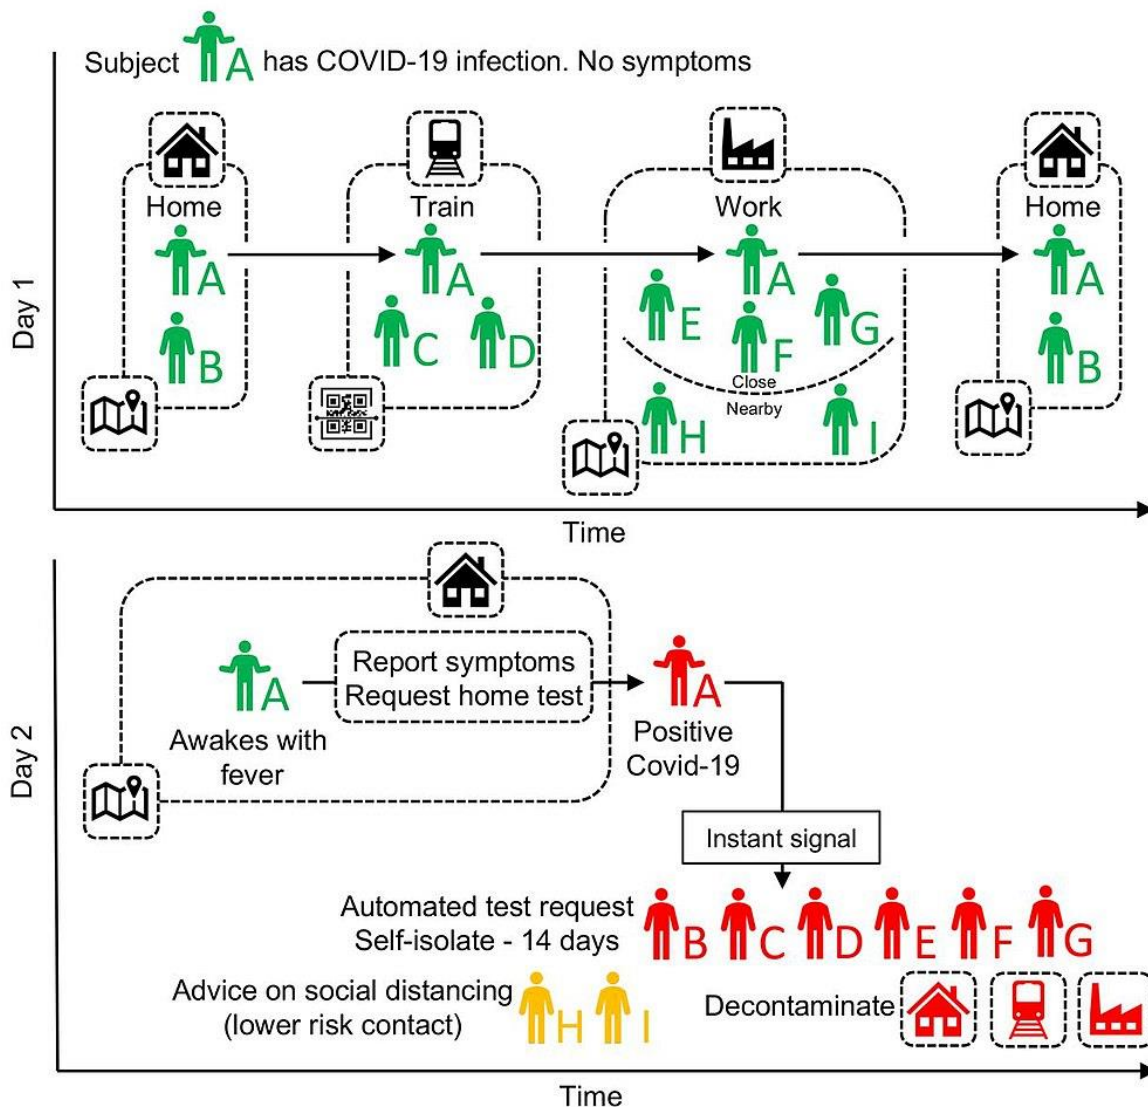 Subject A has COVID-19 infection. No symptoms
Day 1
Home
Train
Work
Home
A
A
A
A
B
C
D
E
F
G
B
Close
Nearby
H
I
Time
Day 2
A
Report symptoms
Request home test
A
Awakes with
fever
Positive
Covid-19
Instant signal
Automated test request
Self-isolate - 14 days
B C D E F G
Advice on social distancing
(lower risk contact)
H I
Decontaminate
Time